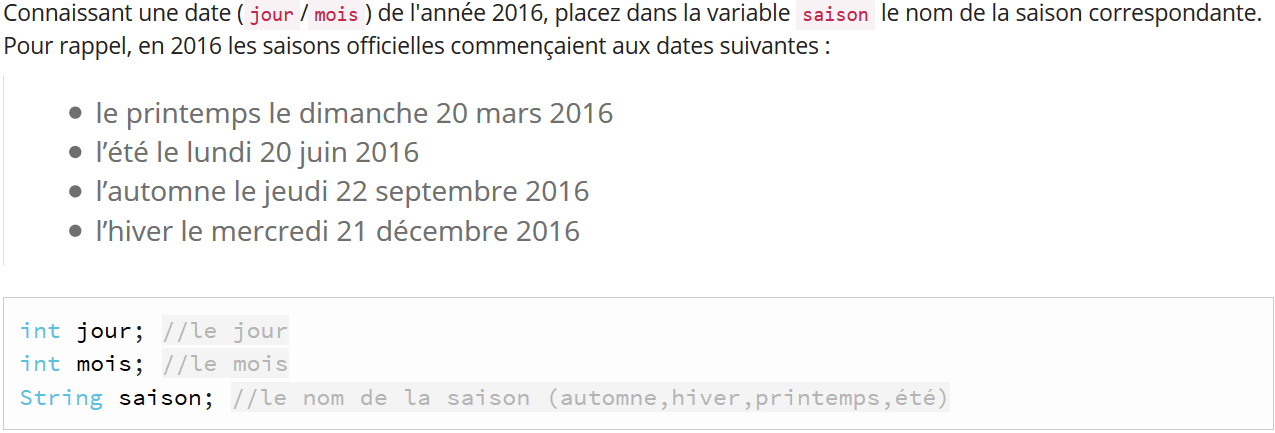 Connaissant une date ( jour / mois ) de l'année 2016, placez dans la variable saison le nom de la saison correspondante.
Pour rappel, en 2016 les saisons officielles commençaient aux dates suivantes :
● le printemps le dimanche 20 mars 2016
● l’été le lundi 20 juin 2016
● l’automne le jeudi 22 septembre 2016
● l’hiver le mercredi 21 décembre 2016
int jour; //le jour
int mois; //le mois
String saison; //le nom de la saison (automne,hiver,printemps,été)